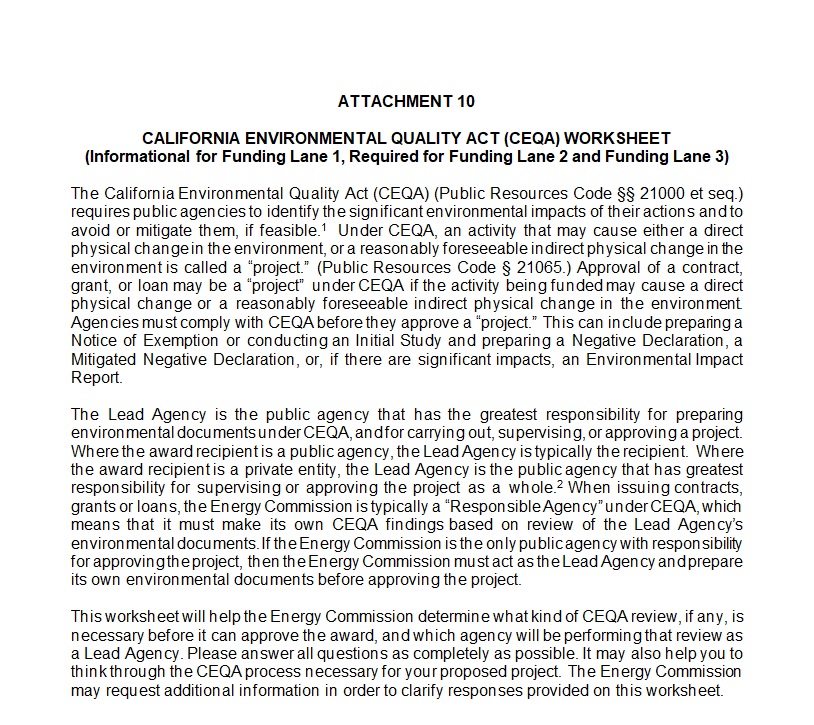 ATTACHMENT 10
CALIFORNIA ENVIRONMENTAL QUALITY ACT (CEQA) WORKSHEET
(Informational for Funding Lane 1, Required for Funding Lane 2 and Funding Lane 3)
The California Environmental Quality Act (CEQA) (Public Resources Code §§ 21000 et seq.)
requires public agencies to identify the significant environmental impacts of their actions and to
avoid or mitigate them, if feasible.¹ Under CEQA, an activity that may cause either a direct
physical change in the environment, or a reasonably foreseeable indirect physical change in the
environment is called a “project.” (Public Resources Code § 21065.) Approval of a contract,
grant, or loan may be a “project” under CEQA if the activity being funded may cause a direct
physical change or a reasonably foreseeable indirect physical change in the environment.
Agencies must comply with CEQA before they approve a “project.” This can include preparing a
Notice of Exemption or conducting an Initial Study and preparing a Negative Declaration, a
Mitigated Negative Declaration, or, if there are significant impacts, an Environmental Impact
Report.
The Lead Agency is the public agency that has the greatest responsibility for preparing
environmental documents under CEQA, and for carrying out, supervising, or approving a project.
Where the award recipient is a public agency, the Lead Agency is typically the recipient. Where
the award recipient is a private entity, the Lead Agency is the public agency that has greatest
responsibility for supervising or approving the project as a whole.² When issuing contracts,
grants or loans, the Energy Commission is typically a “Responsible Agency” under CEQA, which
means that it must make its own CEQA findings based on review of the Lead Agency’s
environmental documents. If the Energy Commission is the only public agency with responsibility
for approving the project, then the Energy Commission must act as the Lead Agency and prepare
its own environmental documents before approving the project.
This worksheet will help the Energy Commission determine what kind of CEQA review, if any, is
necessary before it can approve the award, and which agency will be performing that review as
a Lead Agency. Please answer all questions as completely as possible. It may also help you to
think through the CEQA process necessary for your proposed project. The Energy Commission
may request additional information in order to clarify responses provided on this worksheet.